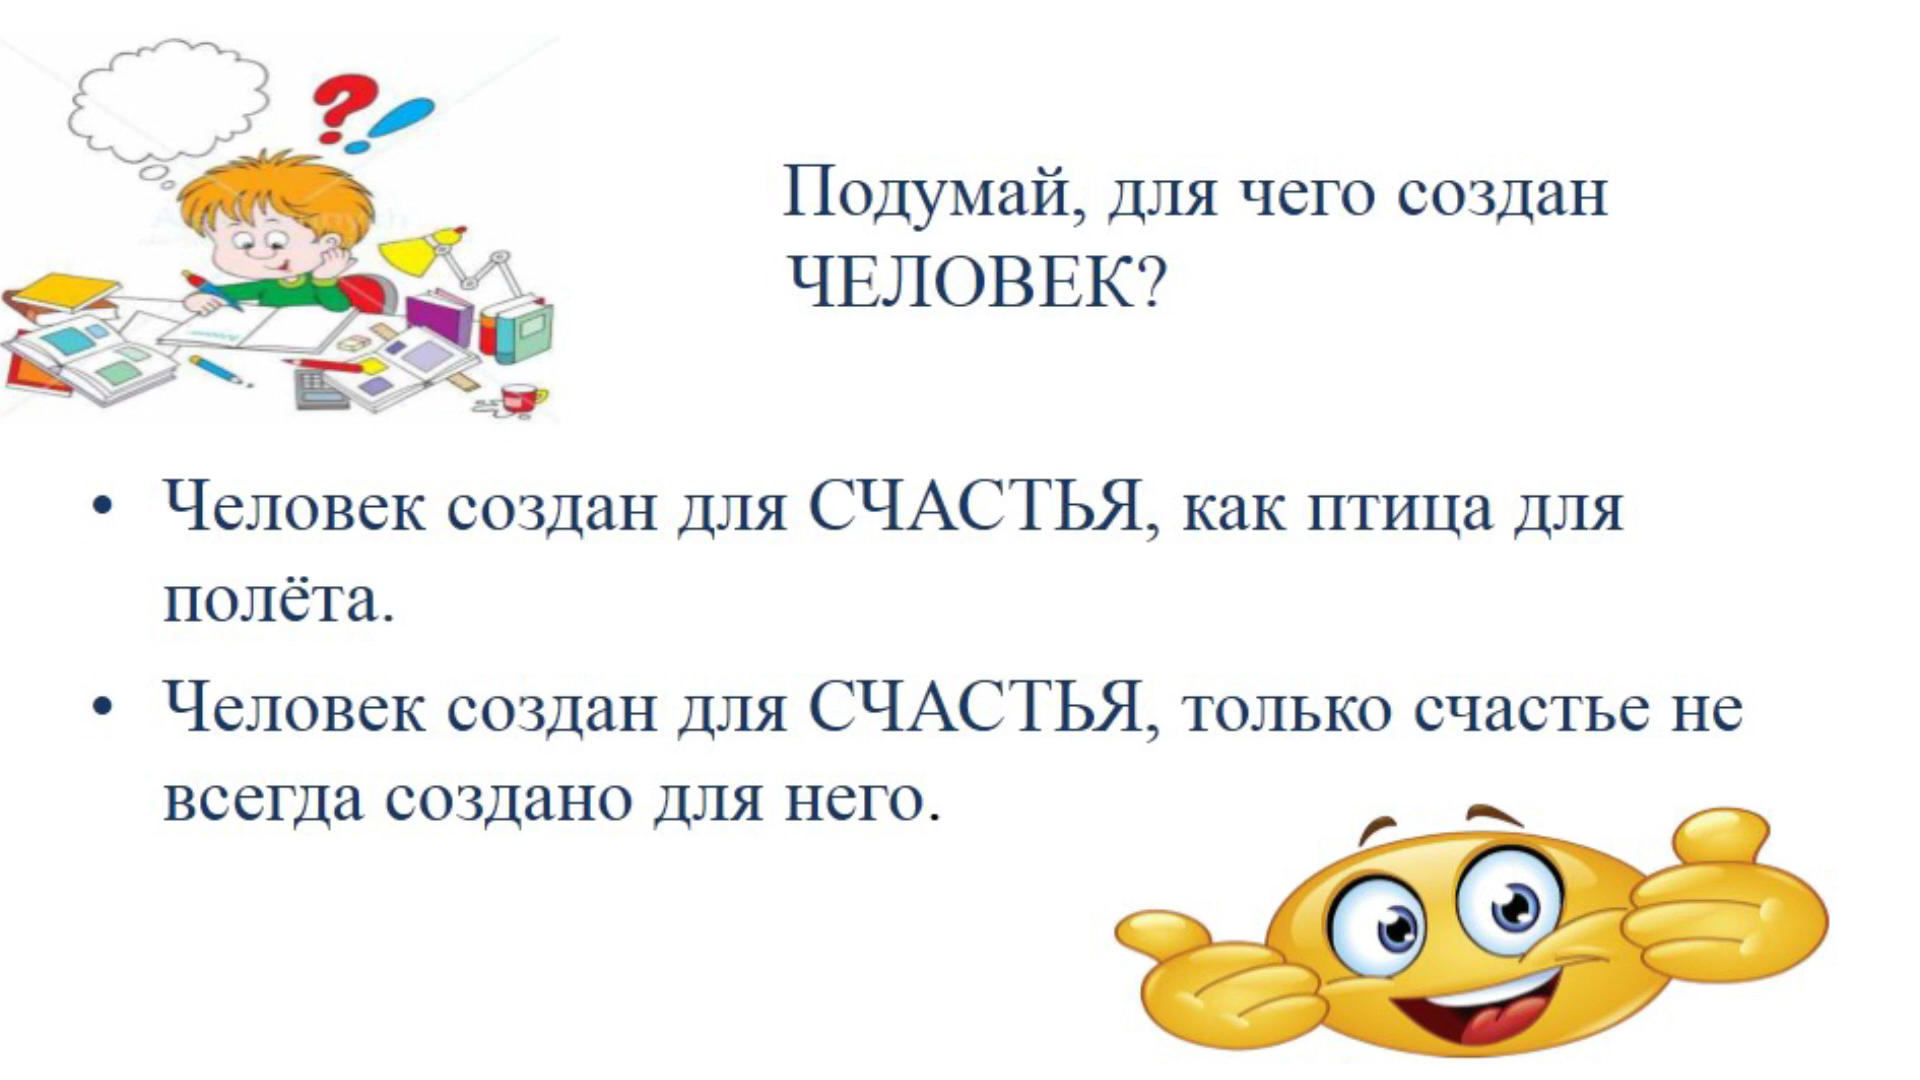 Подумай, для чего создан
ЧЕЛОВЕК?
• Человек создан для СЧАСТЬЯ, как птица для
полёта.
• Человек создан для СЧАСТЬЯ, только счастье не
всегда создано для него.